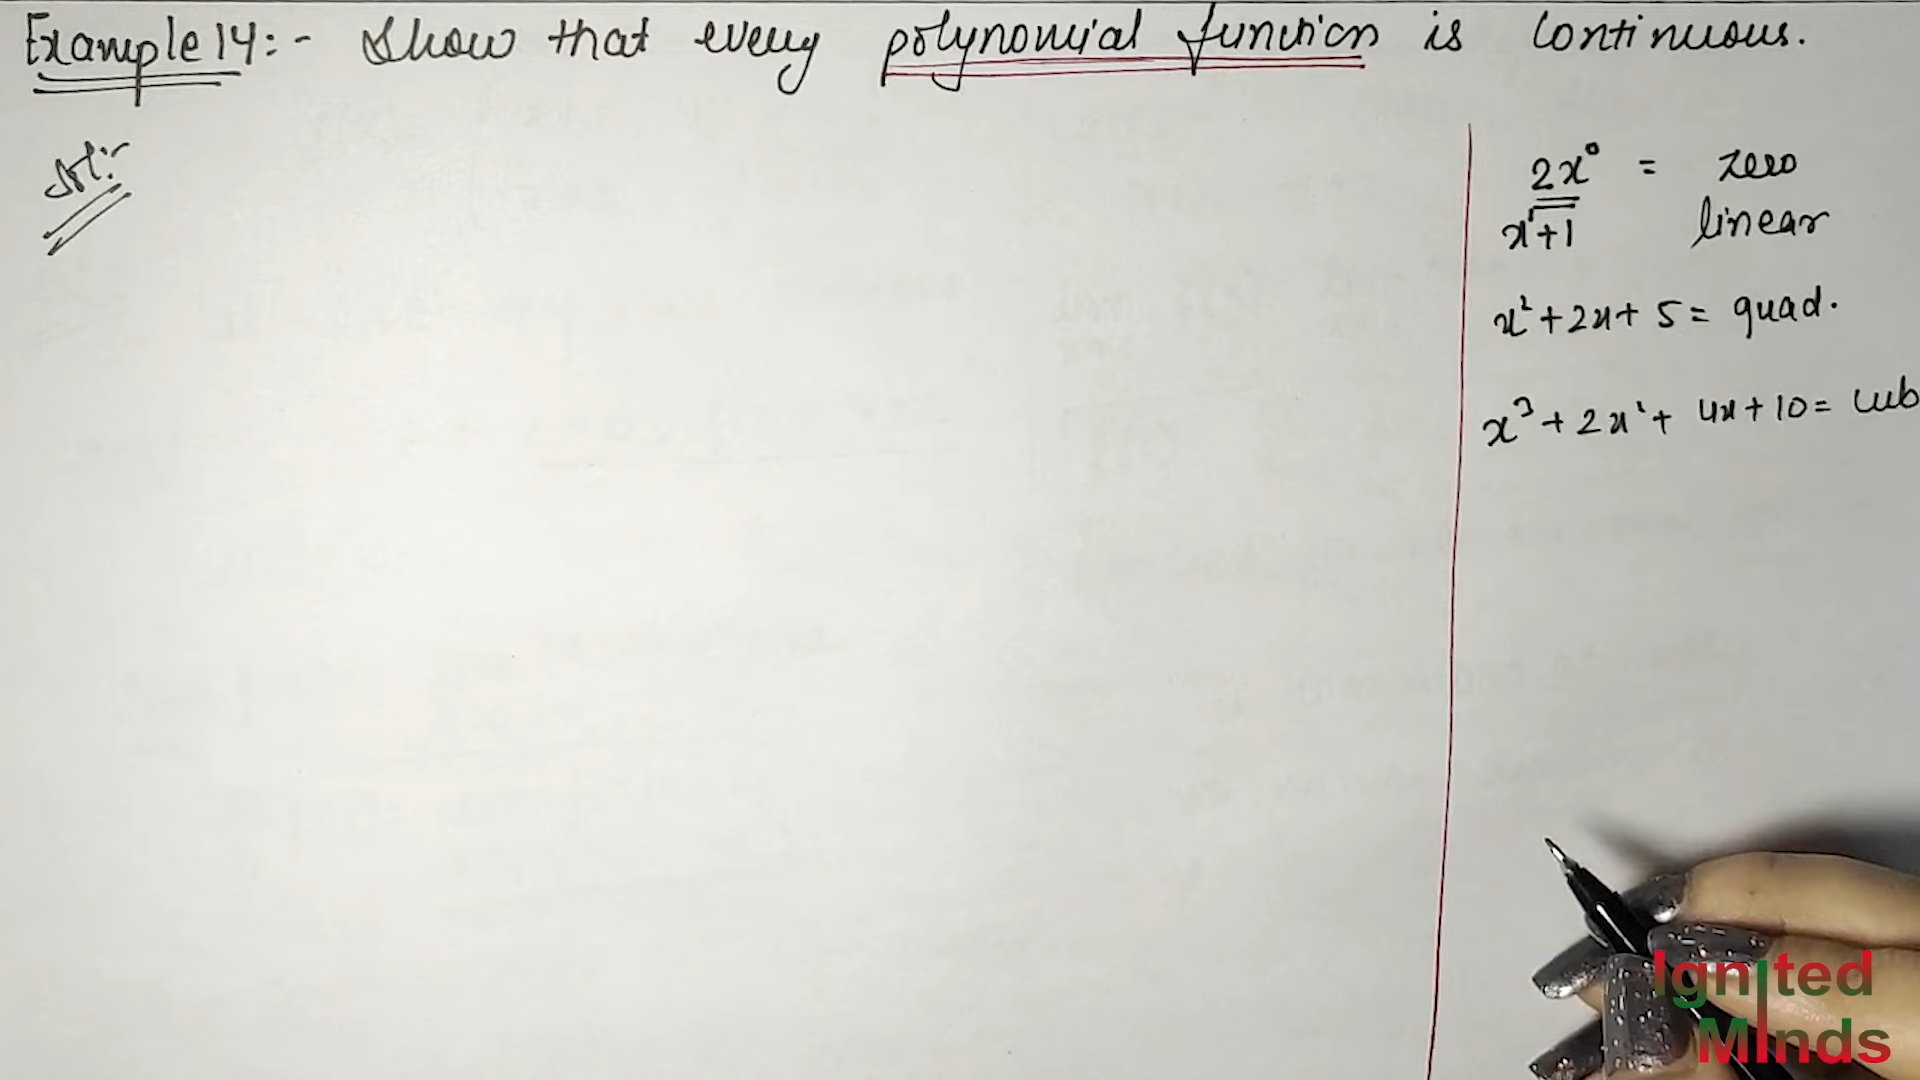 Example 14:- Show that every polynomial function is continuous.
Sol:-
2x⁰ = zero
x¹+1 linear
x²+2x+5 = quad.
x³+2x²+4x+10 = cub
Ignited
Minds